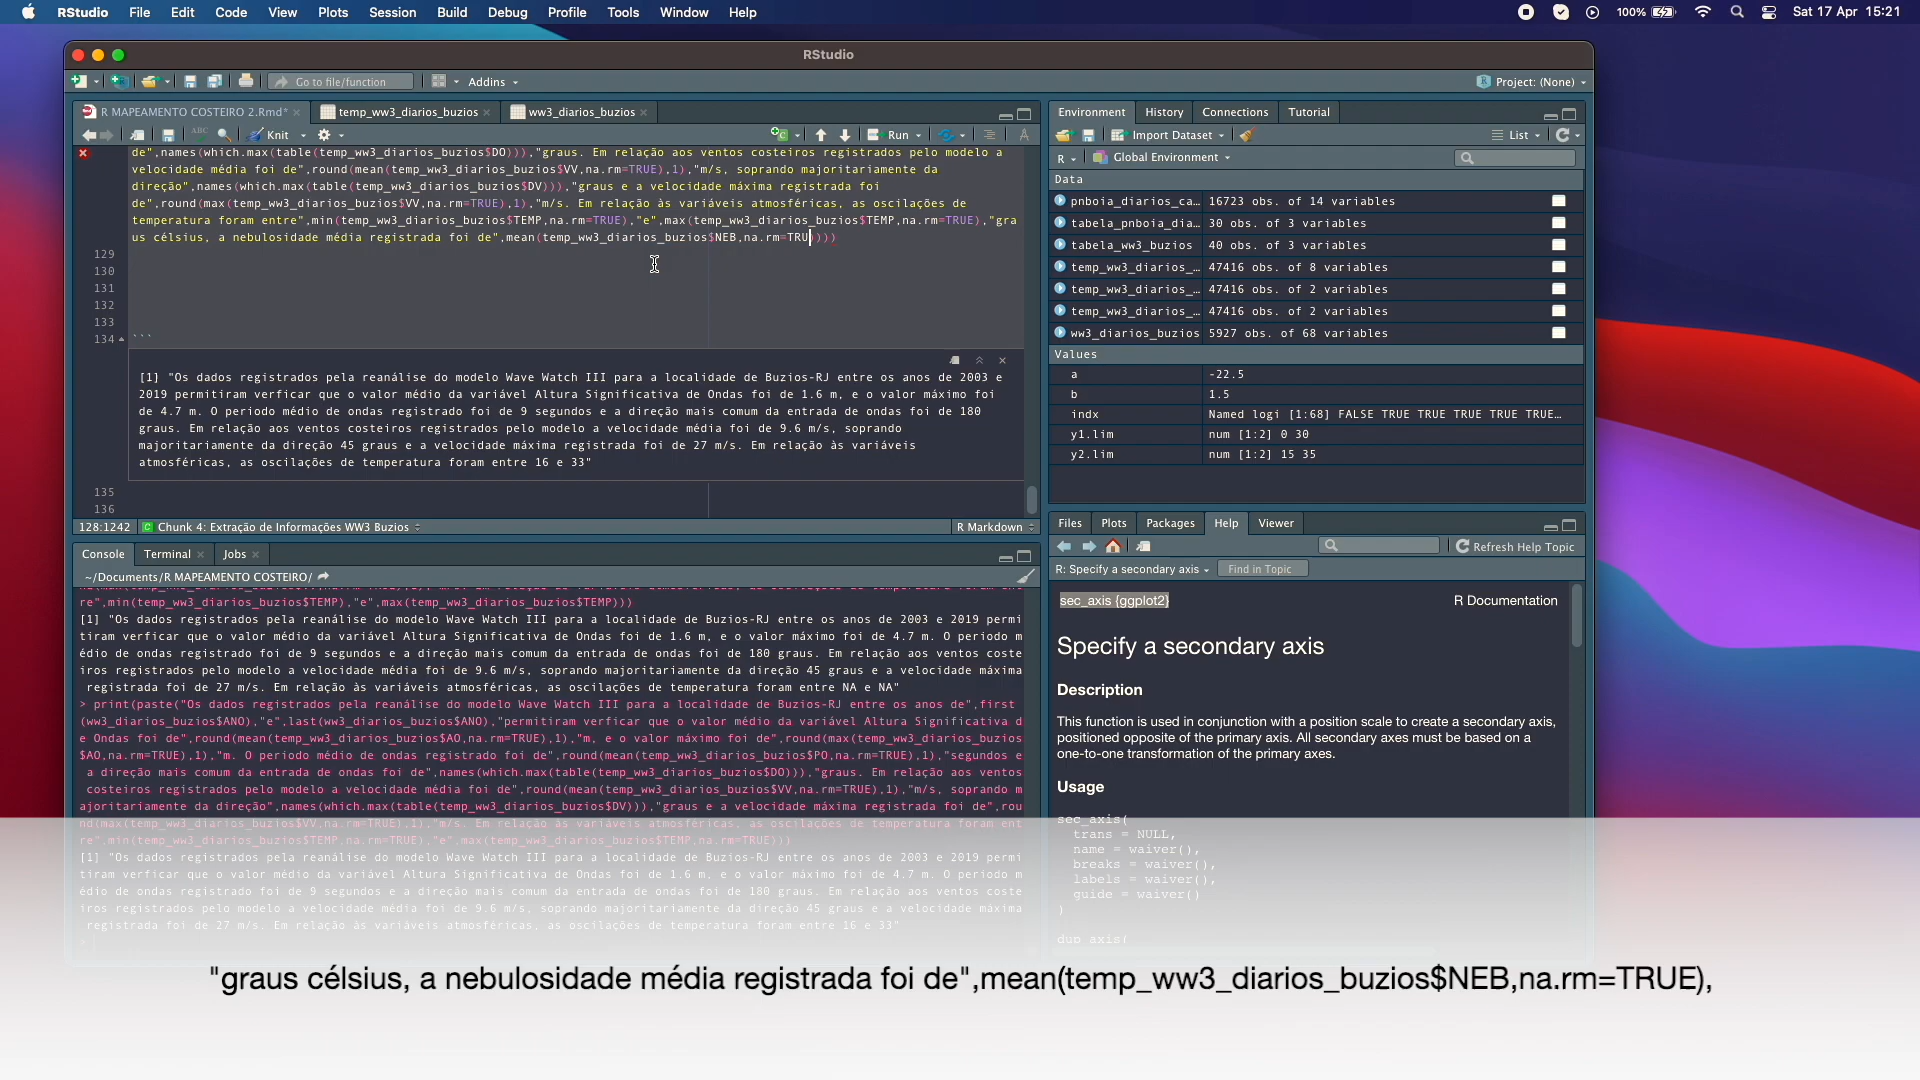 RStudio File Edit Code View Plots Session Build Debug Profile Tools Window Help 100% Sat 17 Apr 15:21
RStudio
Go to file/function Addins Project: (None)
R MAPEAMENTO COSTEIRO 2.Rmd* temp_ww3_diarios_buzios ww3_diarios_buzios
ABC Knit Run
de",names(which.max(table(temp_ww3_diarios_buzios$DO))),"graus. Em relação aos ventos costeiros registrados pelo modelo a
velocidade média foi de",round(mean(temp_ww3_diarios_buzios$VV,na.rm=TRUE),1),"m/s, soprando majoritariamente da
direção",names(which.max(table(temp_ww3_diarios_buzios$DV))),"graus e a velocidade máxima registrada foi
de",round(max(temp_ww3_diarios_buzios$VV,na.rm=TRUE),1),"m/s. Em relação às variáveis atmosféricas, as oscilações de
temperatura foram entre",min(temp_ww3_diarios_buzios$TEMP,na.rm=TRUE),"e",max(temp_ww3_diarios_buzios$TEMP,na.rm=TRUE),"gra
us célsius, a nebulosidade média registrada foi de",mean(temp_ww3_diarios_buzios$NEB,na.rm=TRU)))
129
130
131
132
133
134 ```
[1] "Os dados registrados pela reanálise do modelo Wave Watch III para a localidade de Buzios-RJ entre os anos de 2003 e
2019 permitiram verficar que o valor médio da variável Altura Significativa de Ondas foi de 1.6 m, e o valor máximo foi
de 4.7 m. O periodo médio de ondas registrado foi de 9 segundos e a direção mais comum da entrada de ondas foi de 180
graus. Em relação aos ventos costeiros registrados pelo modelo a velocidade média foi de 9.6 m/s, soprando
majoritariamente da direção 45 graus e a velocidade máxima registrada foi de 27 m/s. Em relação às variáveis
atmosféricas, as oscilações de temperatura foram entre 16 e 33"
135
136
128:1242 Chunk 4: Extração de Informações WW3 Buzios R Markdown
Console Terminal Jobs
~/Documents/R MAPEAMENTO COSTEIRO/
re",min(temp_ww3_diarios_buzios$TEMP),"e",max(temp_ww3_diarios_buzios$TEMP)))
[1] "Os dados registrados pela reanálise do modelo Wave Watch III para a localidade de Buzios-RJ entre os anos de 2003 e 2019 permi
tiram verficar que o valor médio da variável Altura Significativa de Ondas foi de 1.6 m, e o valor máximo foi de 4.7 m. O periodo m
édio de ondas registrado foi de 9 segundos e a direção mais comum da entrada de ondas foi de 180 graus. Em relação aos ventos coste
iros registrados pelo modelo a velocidade média foi de 9.6 m/s, soprando majoritariamente da direção 45 graus e a velocidade máxima
registrada foi de 27 m/s. Em relação às variáveis atmosféricas, as oscilações de temperatura foram entre NA e NA"
> print(paste("Os dados registrados pela reanálise do modelo Wave Watch III para a localidade de Buzios-RJ entre os anos de",first
(ww3_diarios_buzios$ANO),"e",last(ww3_diarios_buzios$ANO),"permitiram verficar que o valor médio da variável Altura Significativa d
e Ondas foi de",round(mean(temp_ww3_diarios_buzios$AO,na.rm=TRUE),1),"m, e o valor máximo foi de",round(max(temp_ww3_diarios_buzios
$AO,na.rm=TRUE),1),"m. O periodo médio de ondas registrado foi de",round(mean(temp_ww3_diarios_buzios$PO,na.rm=TRUE),1),"segundos e
a direção mais comum da entrada de ondas foi de",names(which.max(table(temp_ww3_diarios_buzios$DO))),"graus. Em relação aos ventos
costeiros registrados pelo modelo a velocidade média foi de",round(mean(temp_ww3_diarios_buzios$VV,na.rm=TRUE),1),"m/s, soprando m
ajoritariamente da direção",names(which.max(table(temp_ww3_diarios_buzios$DV))),"graus e a velocidade máxima registrada foi de",rou
nd(max(temp_ww3_diarios_buzios$VV,na.rm=TRUE),1),"m/s. Em relação às variáveis atmosféricas, as oscilações de temperatura foram ent
re",min(temp_ww3_diarios_buzios$TEMP,na.rm=TRUE),"e",max(temp_ww3_diarios_buzios$TEMP,na.rm=TRUE)))
[1] "Os dados registrados pela reanálise do modelo Wave Watch III para a localidade de Buzios-RJ entre os anos de 2003 e 2019 permi
tiram verficar que o valor médio da variável Altura Significativa de Ondas foi de 1.6 m, e o valor máximo foi de 4.7 m. O periodo m
édio de ondas registrado foi de 9 segundos e a direção mais comum da entrada de ondas foi de 180 graus. Em relação aos ventos coste
iros registrados pelo modelo a velocidade média foi de 9.6 m/s, soprando majoritariamente da direção 45 graus e a velocidade máxima
registrada foi de 27 m/s. Em relação às variáveis atmosféricas, as oscilações de temperatura foram entre 16 e 33"
Environment History Connections Tutorial
Import Dataset List
R Global Environment
Data
pnboia_diarios_ca… 16723 obs. of 14 variables
tabela_pnboia_dia… 30 obs. of 3 variables
tabela_ww3_buzios 40 obs. of 3 variables
temp_ww3_diarios_… 47416 obs. of 8 variables
temp_ww3_diarios_… 47416 obs. of 2 variables
temp_ww3_diarios_… 47416 obs. of 2 variables
ww3_diarios_buzios 5927 obs. of 68 variables
Values
a -22.5
b 1.5
indx Named logi [1:68] FALSE TRUE TRUE TRUE TRUE TRUE…
y1.lim num [1:2] 0 30
y2.lim num [1:2] 15 35
Files Plots Packages Help Viewer
Refresh Help Topic
R: Specify a secondary axis Find in Topic
sec_axis {ggplot2} R Documentation
Specify a secondary axis
Description
This function is used in conjunction with a position scale to create a secondary axis,
positioned opposite of the primary axis. All secondary axes must be based on a
one-to-one transformation of the primary axes.
Usage
sec_axis(
trans = NULL,
name = waiver(),
breaks = waiver(),
labels = waiver(),
guide = waiver()
)
dup_axis(
"graus célsius, a nebulosidade média registrada foi de",mean(temp_ww3_diarios_buzios$NEB,na.rm=TRUE),